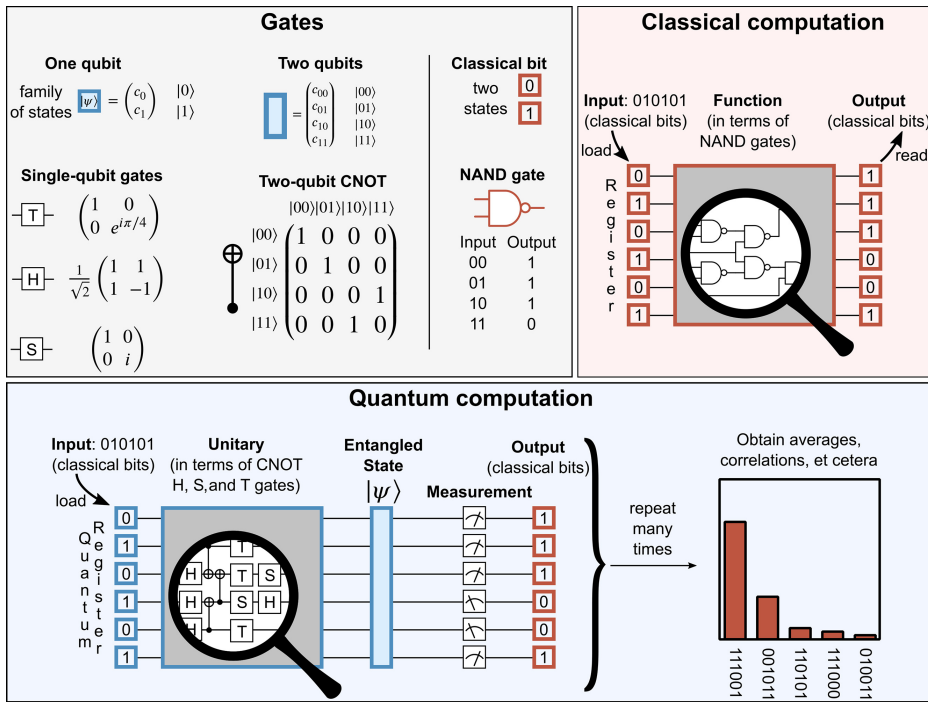 Gates
One qubit
family
of states
|ψ⟩ = (c₀ c₁)
|0⟩
|1⟩
Two qubits
= (c₀₀ c₀₁ c₁₀ c₁₁)
|00⟩
|01⟩
|10⟩
|11⟩
Classical bit
two
states
0
1
Single-qubit gates
T
1 0
0 e^{iπ/4}
H
1/√2
1 1
1 −1
S
1 0
0 i
Two-qubit CNOT
|00⟩|01⟩|10⟩|11⟩
|00⟩ 1 0 0 0
|01⟩ 0 1 0 0
|10⟩ 0 0 0 1
|11⟩ 0 0 1 0
NAND gate
Input Output
00 1
01 1
10 1
11 0
Classical computation
Input: 010101
(classical bits)
load
Function
(in terms of
NAND gates)
Output
(classical bits)
read
Register
0 1
1 1
0 1
1 0
0 0
1 1
Quantum computation
Input: 010101
(classical bits)
load
Unitary
(in terms of CNOT
H, S,and T gates)
Entangled
State
|ψ⟩
Output
(classical bits)
Measurement
Quantum
Register
0 1
1 T 1
0 H T S 1
1 H S H 0
0 H T 0
1 1
repeat
many
times
Obtain averages,
correlations, et cetera
111001
001011
110101
111000
010011